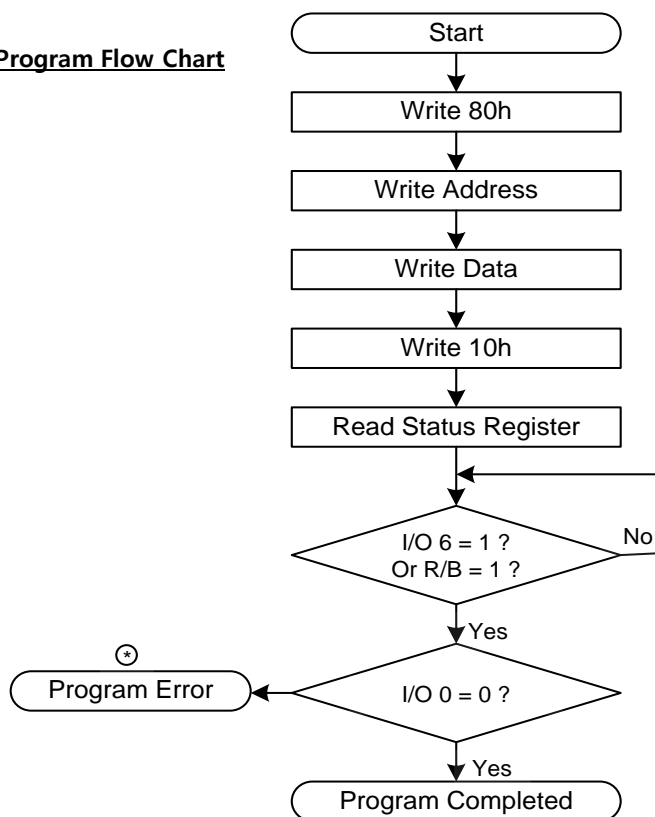 Start
Program Flow Chart
Write 80h
Write Address
Write Data
Write 10h
Read Status Register
I/O 6 = 1 ?
Or R/B = 1 ?
No
Yes
*
Program Error
I/O 0 = 0 ?
Yes
Program Completed